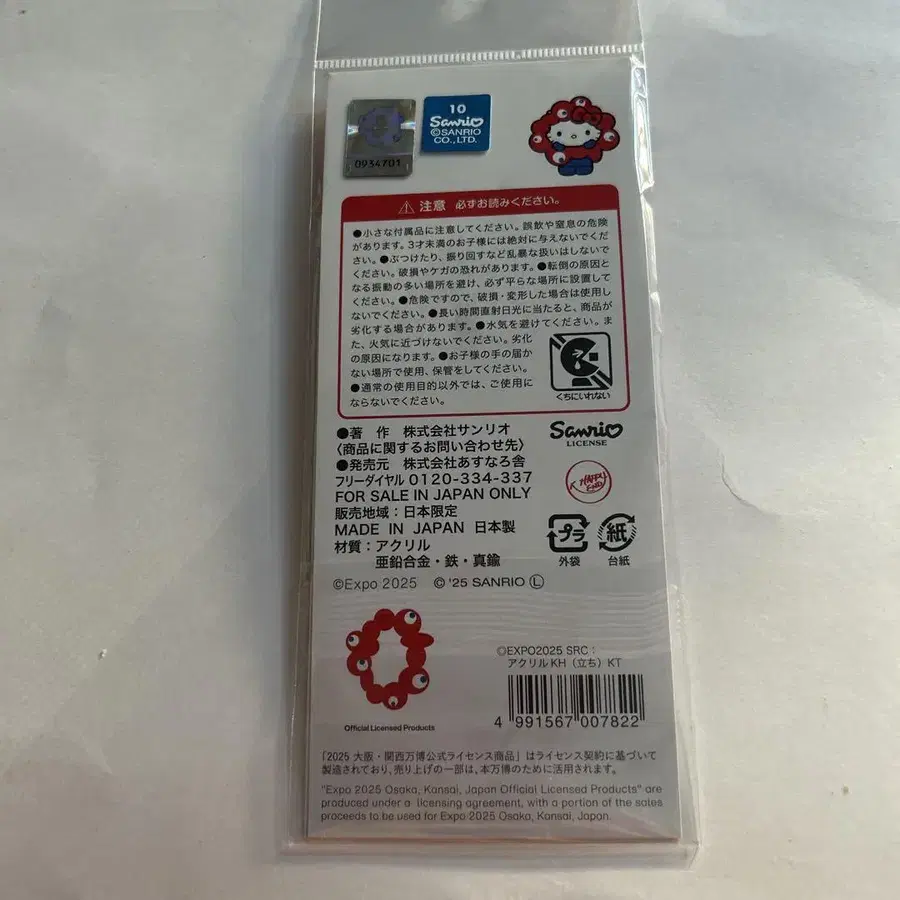 10
Sanrio
©SANRIO
CO.,LTD.
0934701
注意 必ずお読みください。
●小さな付属品に注意してください。誤飲や窒息の危険
があります。3才未満のお子様には絶対に与えないでくだ
さい。●ぶつけたり、振り回すなど乱暴な扱いはしないで
ください。破損やケガの恐れがあります。●転倒の原因と
なる振動の多い場所を避け、必ず平らな場所に設置して
ください。●危険ですので、破損・変形した場合は使用し
ないでください。●長い時間直射日光に当たると、商品が
劣化する場合があります。●水気を避けてください。ま
た、火気に近づけないでください。劣化
の原因になります。●お子様の手の届か
ない場所で使用、保管をしてください。
●通常の使用目的以外では、ご使用に
ならないでください。
くちにいれない
●著 作 株式会社サンリオ
〈商品に関するお問い合わせ先〉
●発売元 株式会社あすなろ舎
フリーダイヤル 0120-334-337
FOR SALE IN JAPAN ONLY
販売地域：日本限定
MADE IN JAPAN 日本製
材質：アクリル
亜鉛合金・鉄・真鍮
©Expo 2025 © '25 SANRIO Ⓛ
Sanrio
LICENSE
プラ
外袋
紙
台紙
©EXPO2025 SRC：
アクリルKH（立ち）KT
4 991567 007822
Official Licensed Products
「2025 大阪・関西万博公式ライセンス商品」はライセンス契約に基づいて
製造されており、売り上げの一部は、本万博のために活用されます。
"Expo 2025 Osaka, Kansai, Japan Official Licensed Products" are
produced under a licensing agreement, with a portion of the sales
proceeds to be used for Expo 2025 Osaka, Kansai, Japan.